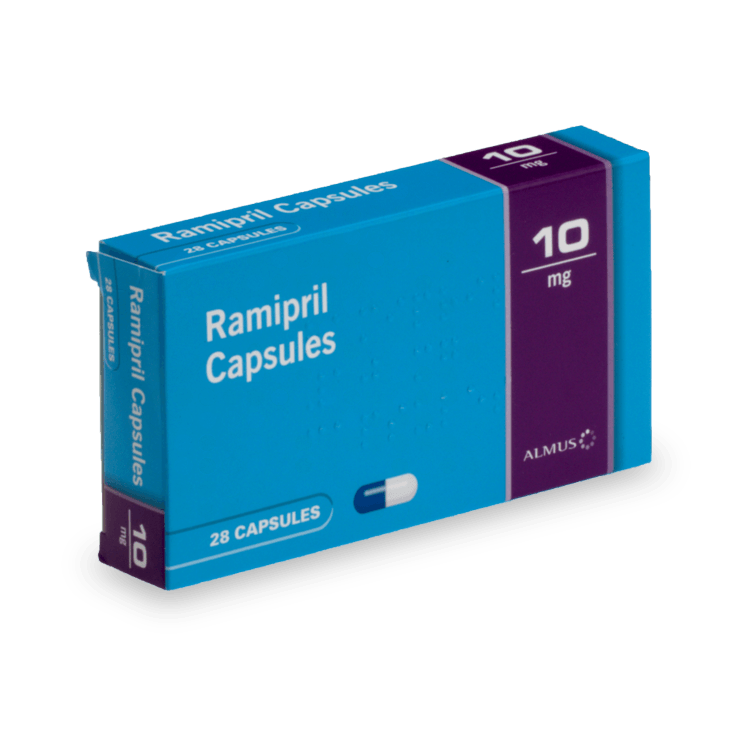 Ramipril Capsules
28 CAPSULES
10
mg
Ramipril
Capsules
28 CAPSULES
10
mg
ALMUS
Ramipril Capsules
28 CAPSULES
10
mg